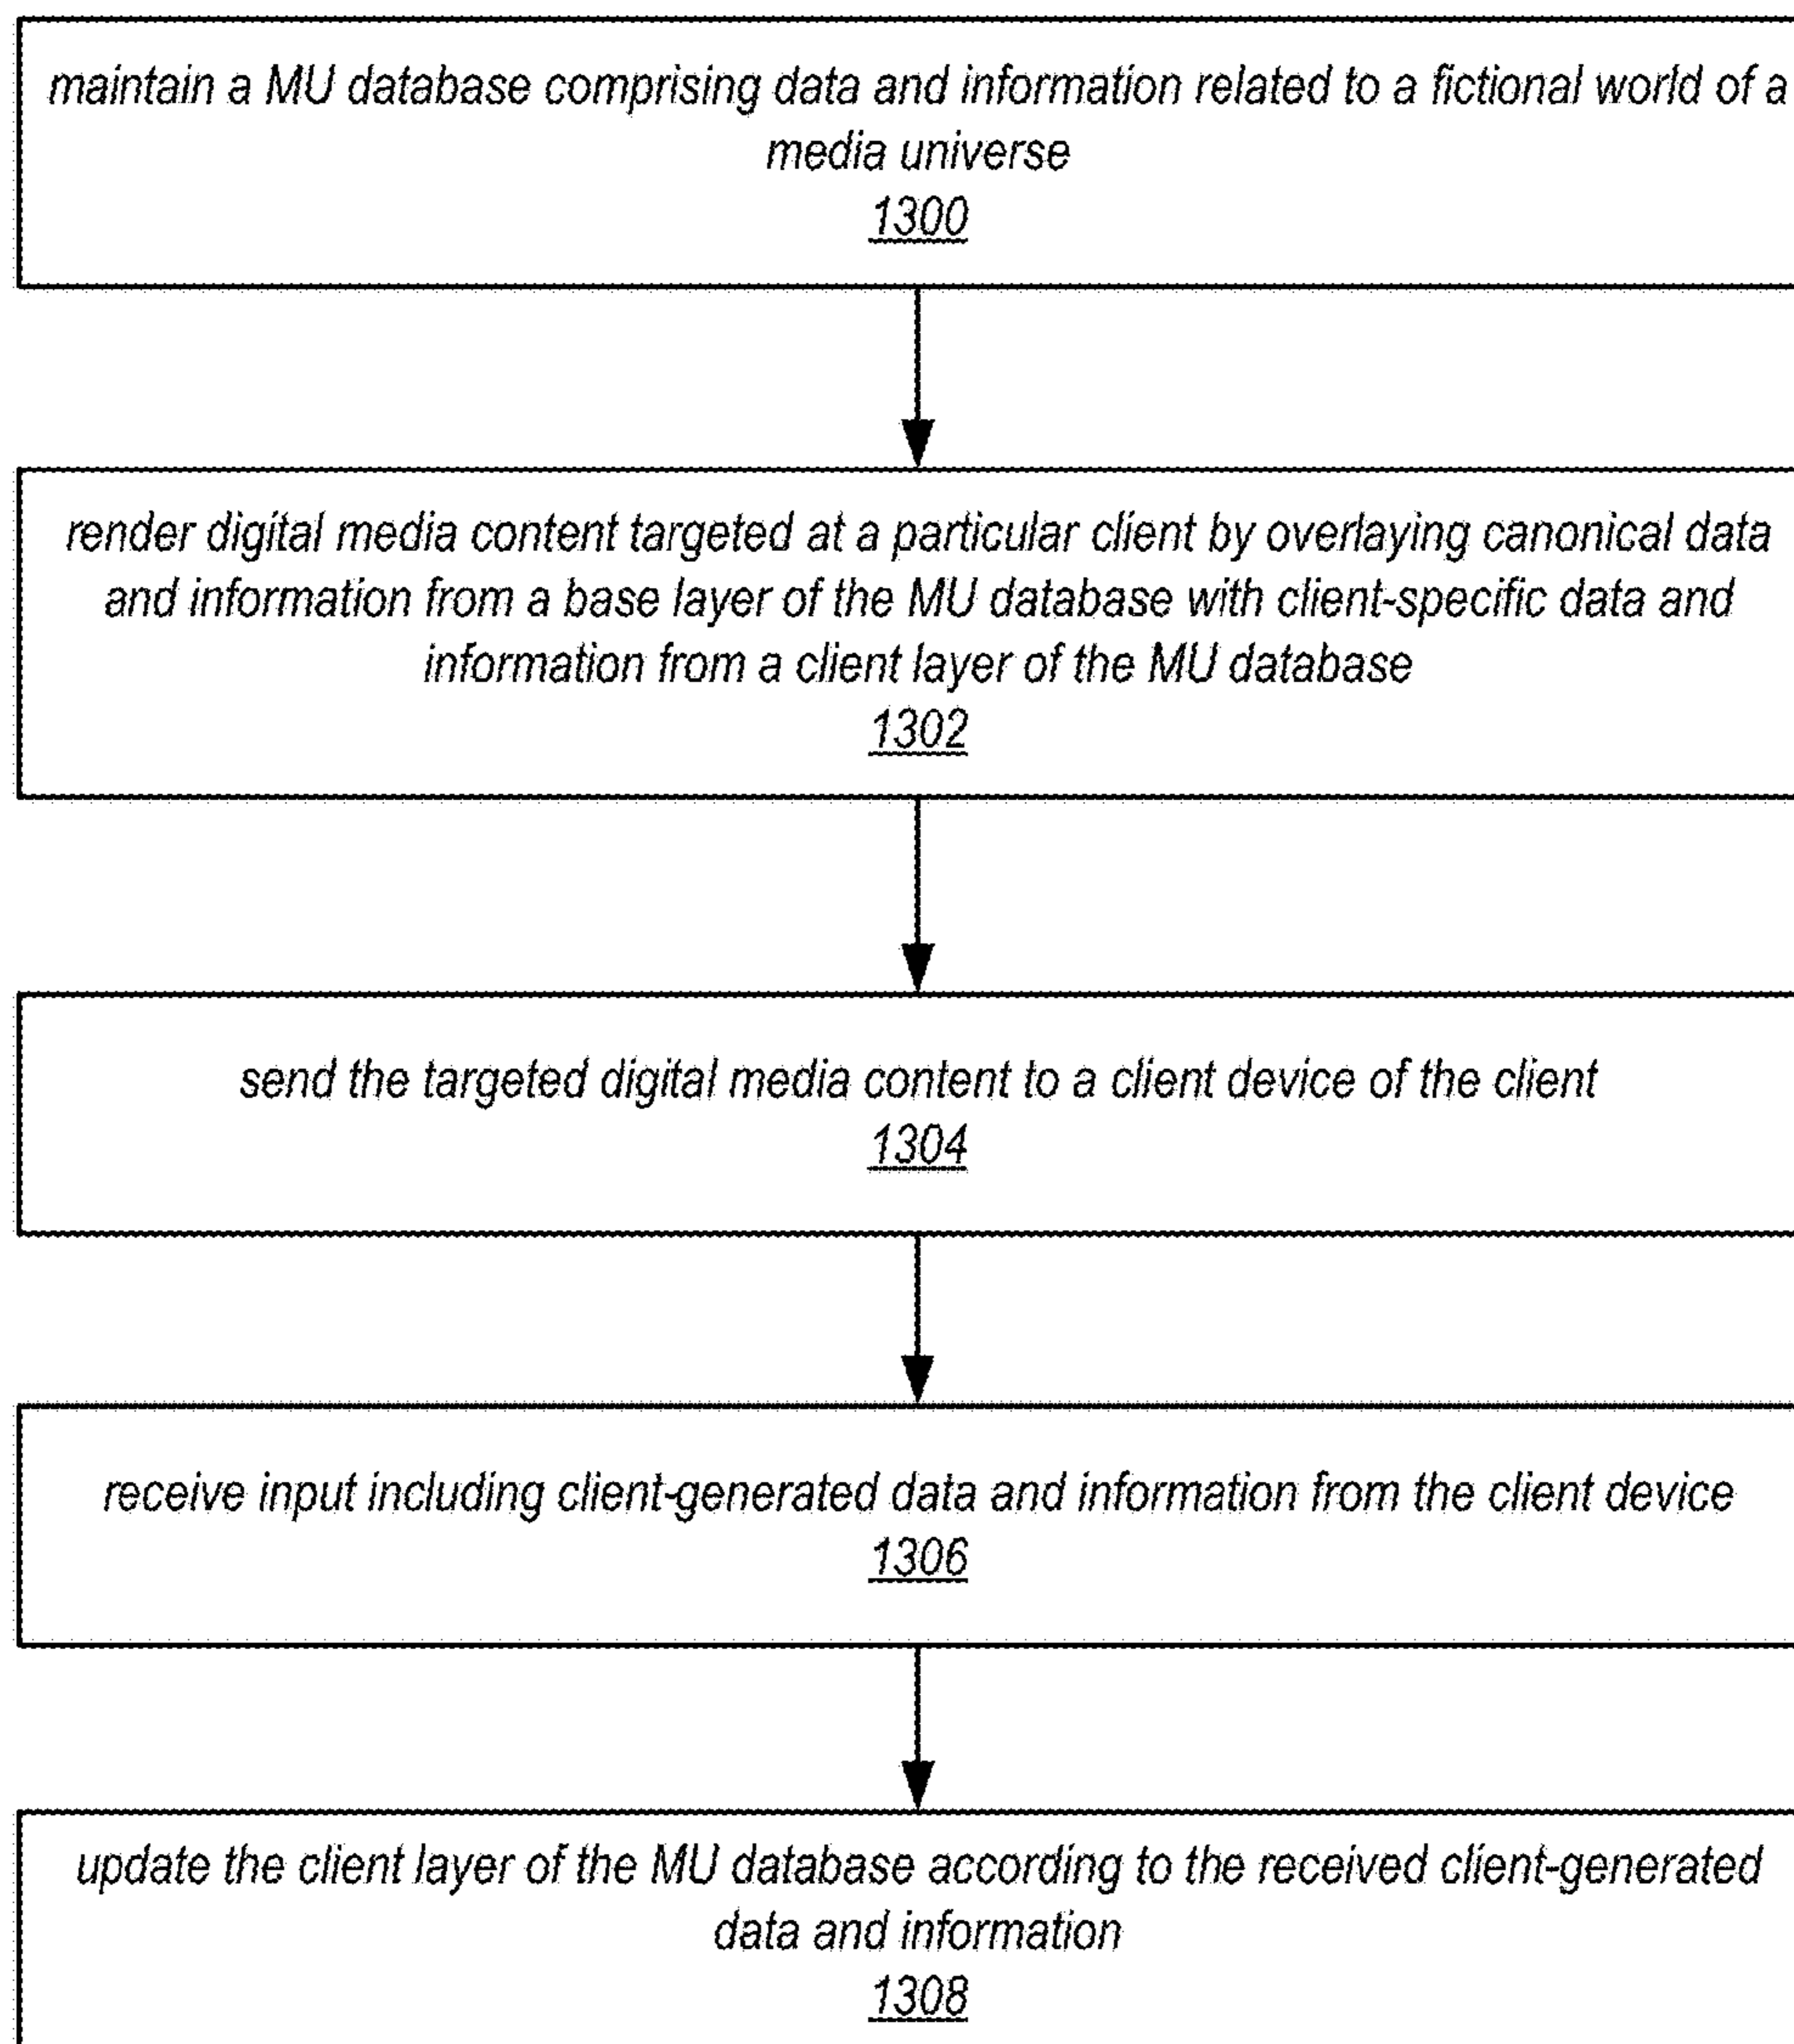 maintain a MU database comprising data and information related to a fictional world of a
media universe
1300
render digital media content targeted at a particular client by overlaying canonical data
and information from a base layer of the MU database with client-specific data and
information from a client layer of the MU database
1302
send the targeted digital media content to a client device of the client
1304
receive input including client-generated data and information from the client device
1306
update the client layer of the MU database according to the received client-generated
data and information
1308